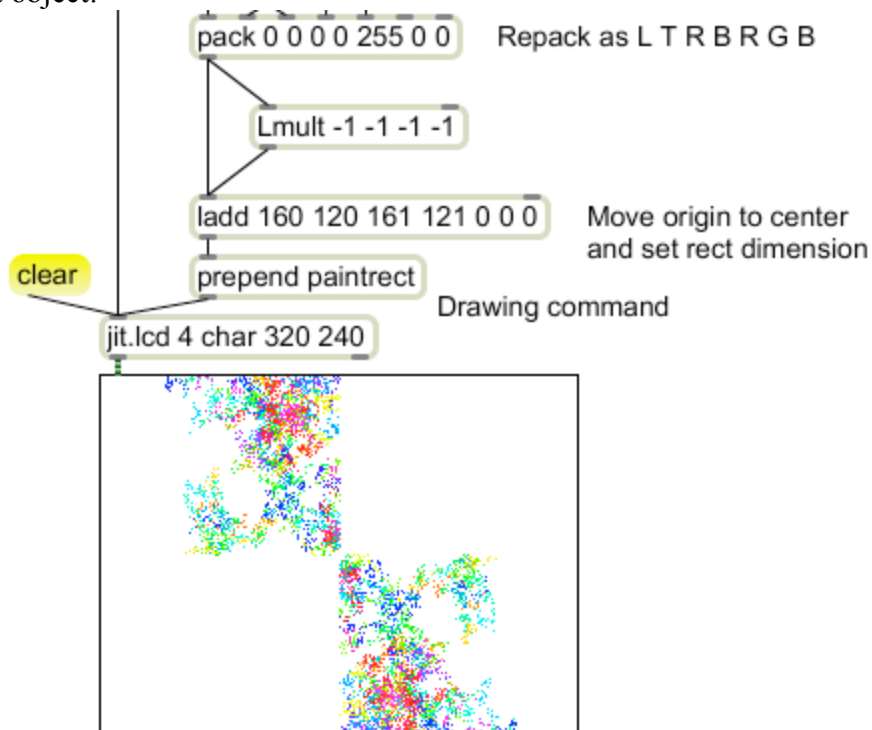 object.
pack 0 0 0 0 255 0 0
Repack as L T R B R G B
Lmult -1 -1 -1 -1
ladd 160 120 161 121 0 0 0
Move origin to center
and set rect dimension
clear
prepend paintrect
Drawing command
jit.lcd 4 char 320 240